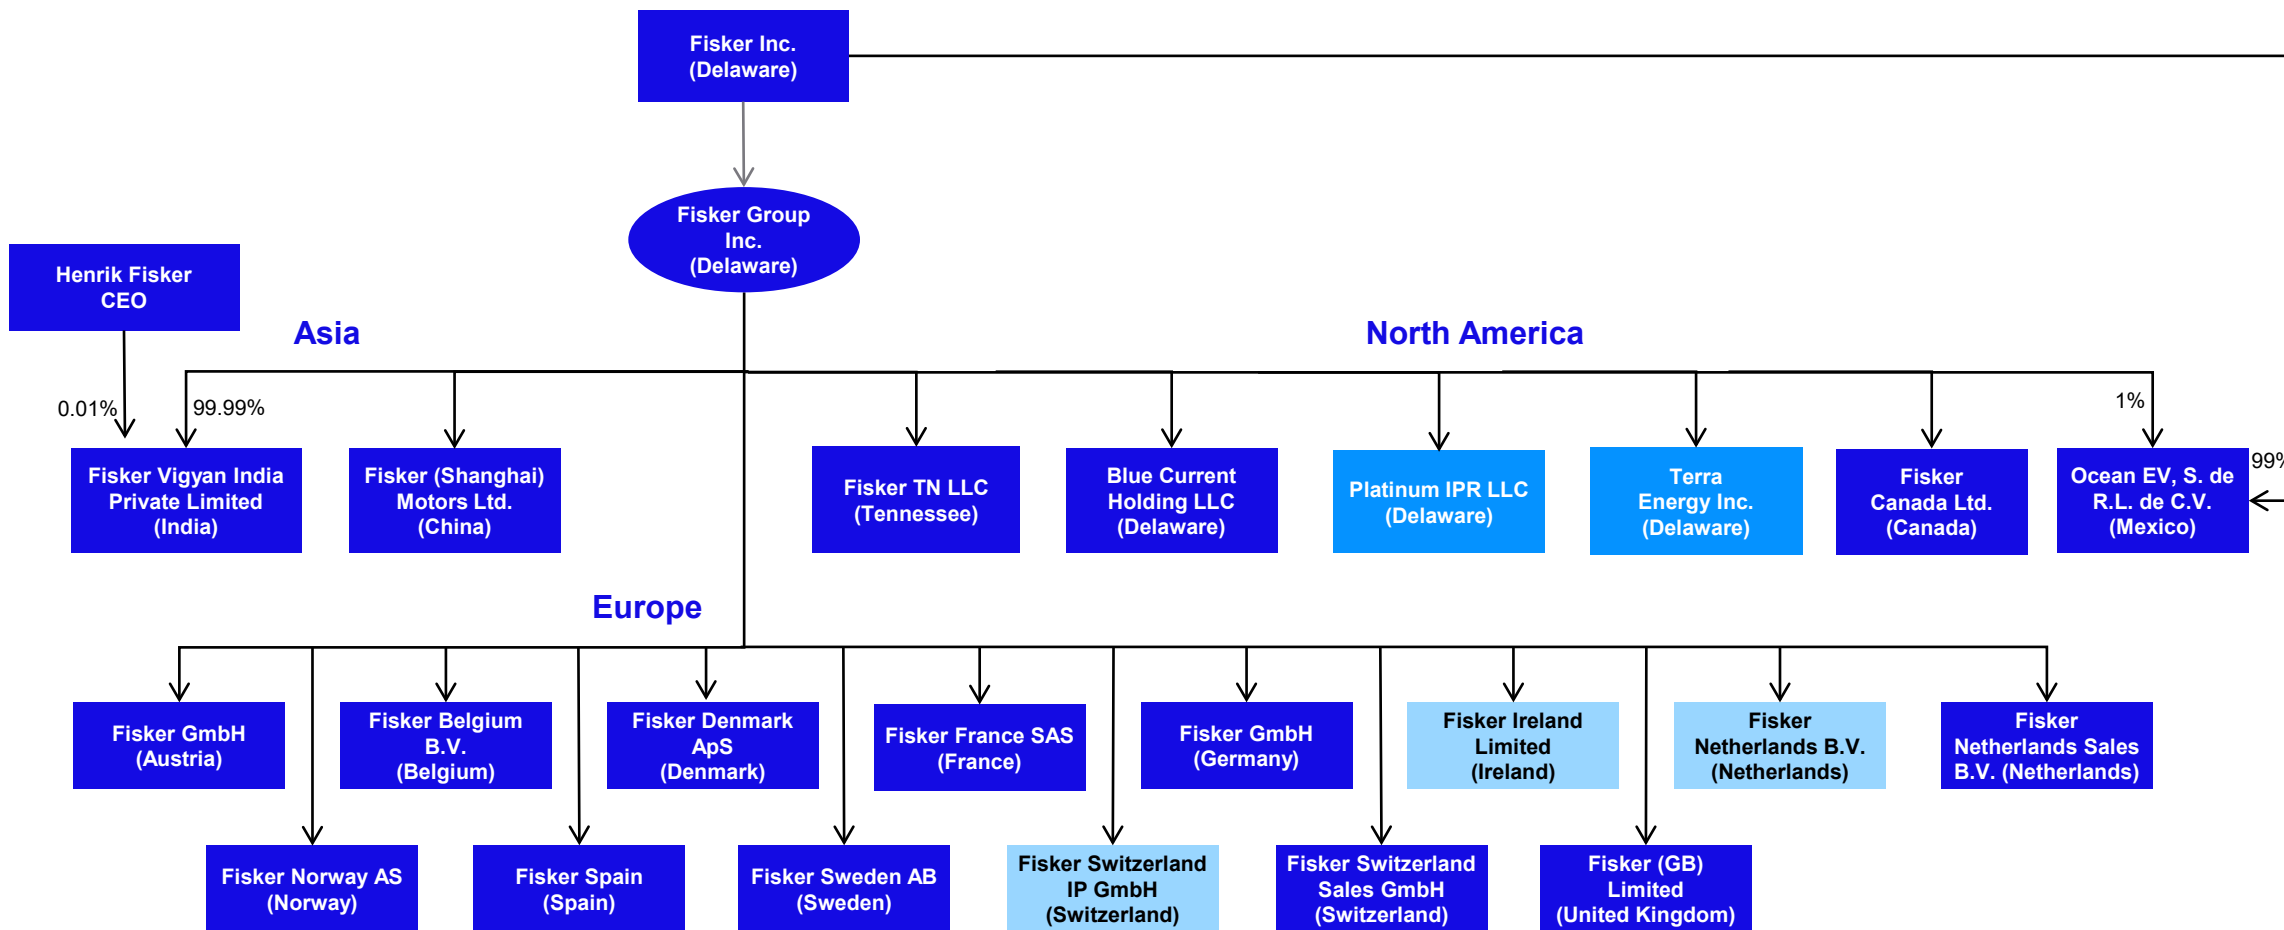 Fisker Inc.
(Delaware)
Fisker Group
Inc.
(Delaware)
Henrik Fisker
CEO
Asia
North America
0.01%
99.99%
1%
99%
Fisker Vigyan India
Private Limited
(India)
Fisker (Shanghai)
Motors Ltd.
(China)
Fisker TN LLC
(Tennessee)
Blue Current
Holding LLC
(Delaware)
Platinum IPR LLC
(Delaware)
Terra
Energy Inc.
(Delaware)
Fisker
Canada Ltd.
(Canada)
Ocean EV, S. de
R.L. de C.V.
(Mexico)
Europe
Fisker GmbH
(Austria)
Fisker Belgium
B.V.
(Belgium)
Fisker Denmark
ApS
(Denmark)
Fisker France SAS
(France)
Fisker GmbH
(Germany)
Fisker Ireland
Limited
(Ireland)
Fisker
Netherlands B.V.
(Netherlands)
Fisker
Netherlands Sales
B.V. (Netherlands)
Fisker Norway AS
(Norway)
Fisker Spain
(Spain)
Fisker Sweden AB
(Sweden)
Fisker Switzerland
IP GmbH
(Switzerland)
Fisker Switzerland
Sales GmbH
(Switzerland)
Fisker (GB)
Limited
(United Kingdom)